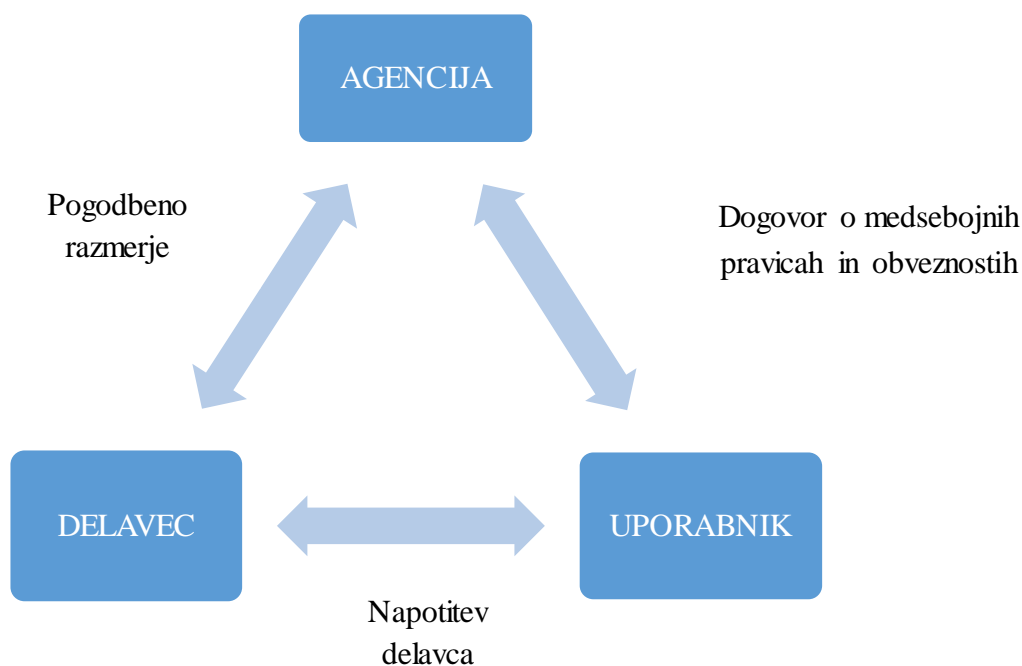 AGENCIJA
Pogodbeno
razmerje
Dogovor o medsebojnih
pravicah in obveznostih
DELAVEC
UPORABNIK
Napotitev
delavca